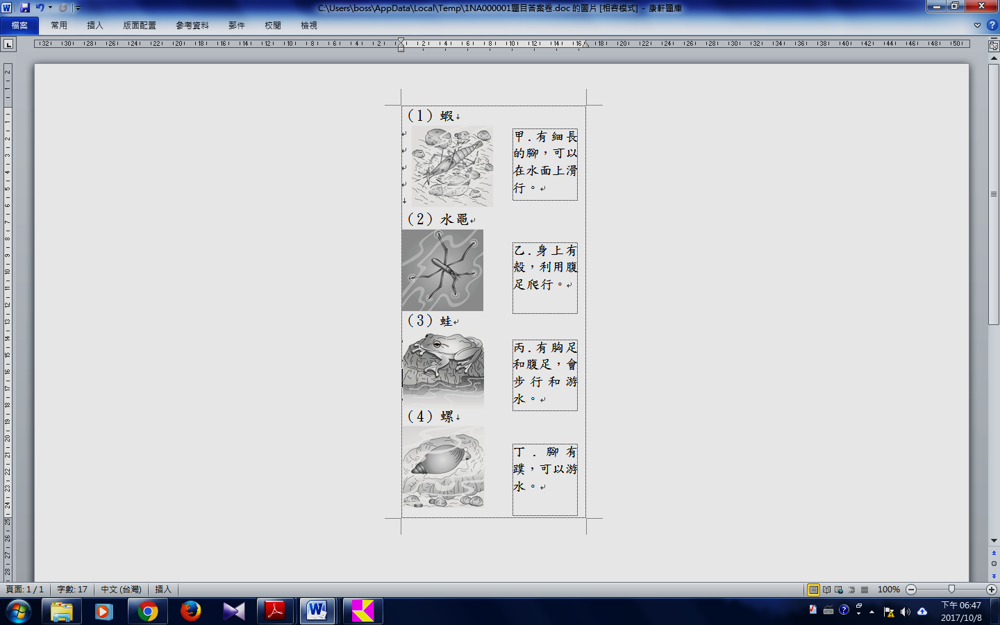 C:\Users\boss\AppData\Local\Temp\1NA000001題目答案卷.doc 的圖片 [相容模式] - 康軒題庫
檔案 常用 插入 版面配置 參考資料 郵件 校閱 檢視
(1) 蝦
甲.有細長
的腳，可以
在水面上滑
行。
(2) 水黽
乙.身上有
殼，利用腹
足爬行。
(3) 蛙
丙.有胸足
和腹足，會
步行和游
水。
(4) 螺
丁.腳有
蹼，可以游
水。
頁面: 1 / 1 字數: 17 中文 (台灣) 插入 100%
下午 06:47
2017/10/8